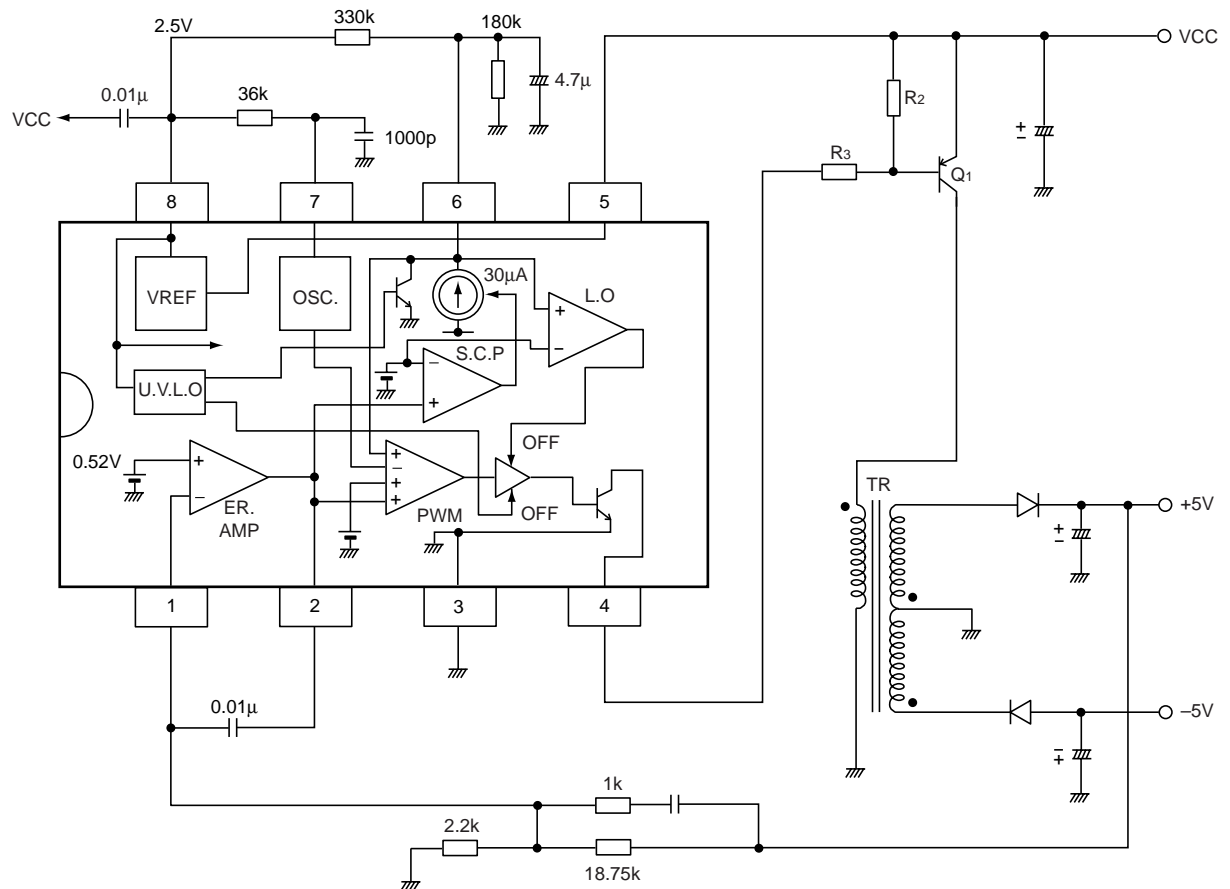 330k
180k
2.5V
4.7μ
0.01μ
36k
VCC
1000p
VCC
R2
R3
Q1
8
7
6
5
30μA
VREF
OSC.
L.O
+
−
S.C.P
−
+
U.V.L.O
OFF
0.52V
+
−
ER.
AMP
+
−
+
+
PWM
OFF
TR
+5V
1
2
3
4
0.01μ
−5V
1k
2.2k
18.75k